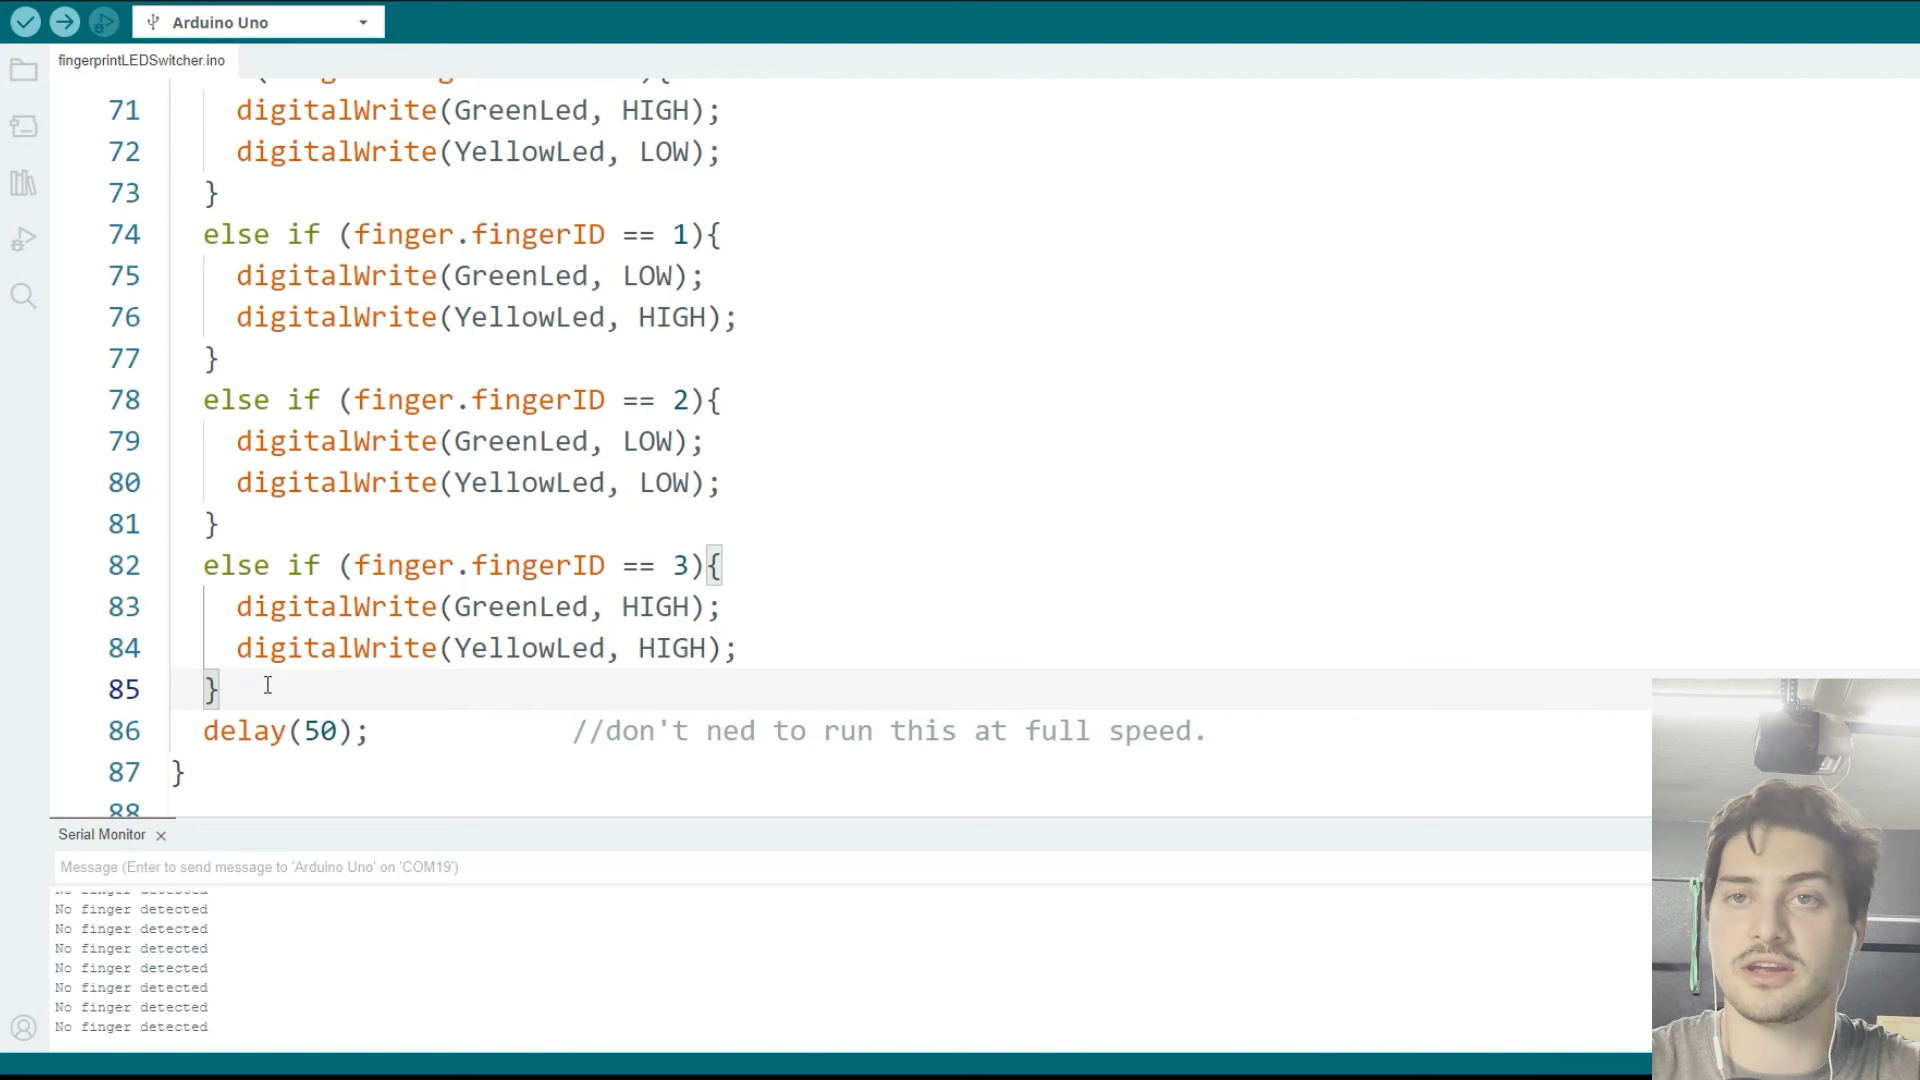 Arduino Uno
fingerprintLEDSwitcher.ino
71 digitalWrite(GreenLed, HIGH);
72 digitalWrite(YellowLed, LOW);
73 }
74 else if (finger.fingerID == 1){
75 digitalWrite(GreenLed, LOW);
76 digitalWrite(YellowLed, HIGH);
77 }
78 else if (finger.fingerID == 2){
79 digitalWrite(GreenLed, LOW);
80 digitalWrite(YellowLed, LOW);
81 }
82 else if (finger.fingerID == 3){
83 digitalWrite(GreenLed, HIGH);
84 digitalWrite(YellowLed, HIGH);
85 }
86 delay(50); //don't ned to run this at full speed.
87 }
88
Serial Monitor
Message (Enter to send message to 'Arduino Uno' on 'COM19')
No finger detected
No finger detected
No finger detected
No finger detected
No finger detected
No finger detected
No finger detected
No finger detected